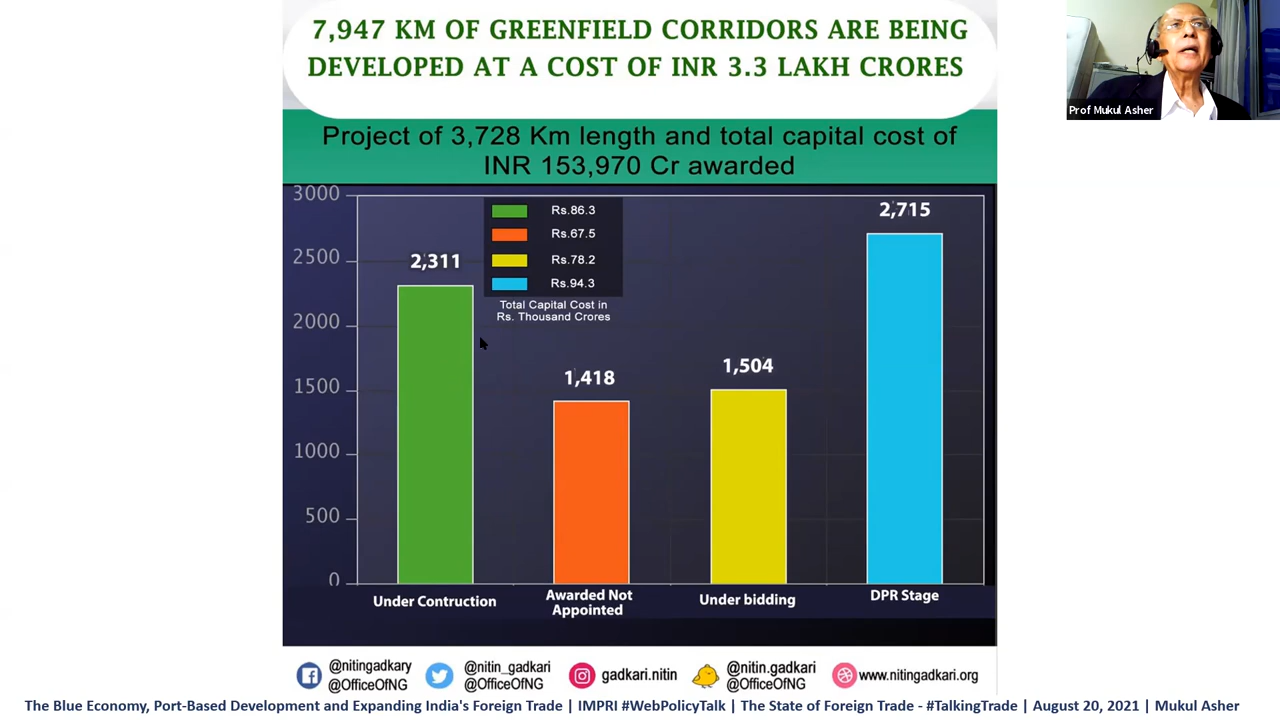 7,947 KM OF GREENFIELD CORRIDORS ARE BEING
DEVELOPED AT A COST OF INR 3.3 LAKH CRORES
Prof Mukul Asher
Project of 3,728 Km length and total capital cost of
INR 153,970 Cr awarded
3000
2500
2000
1500
1000
500
0
Rs.86.3
Rs.67.5
Rs.78.2
Rs.94.3
Total Capital Cost in
Rs. Thousand Crores
2,311
1,418
1,504
2,715
Under Contruction
Awarded Not
Appointed
Under bidding
DPR Stage
@nitingadkary
@OfficeOfNG
@nitin_gadkari
@OfficeOfNG
gadkari.nitin
@nitin.gadkari
@OfficeOfNG
www.nitingadkari.org
The Blue Economy, Port-Based Development and Expanding India's Foreign Trade | IMPRI #WebPolicyTalk | The State of Foreign Trade - #TalkingTrade | August 20, 2021 | Mukul Asher